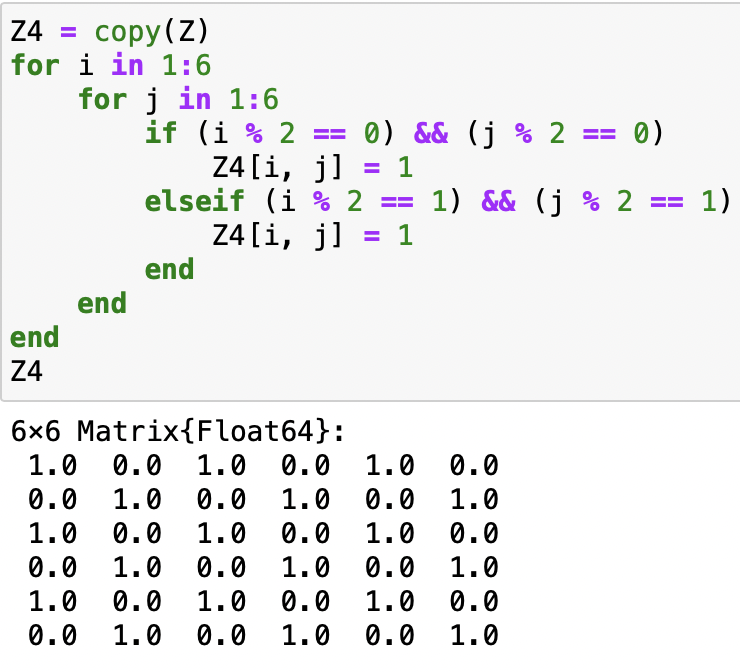 Z4 = copy(Z)
for i in 1:6
    for j in 1:6
        if (i % 2 == 0) && (j % 2 == 0)
            Z4[i, j] = 1
        elseif (i % 2 == 1) && (j % 2 == 1)
            Z4[i, j] = 1
        end
    end
end
Z4
6×6 Matrix{Float64}:
 1.0  0.0  1.0  0.0  1.0  0.0
 0.0  1.0  0.0  1.0  0.0  1.0
 1.0  0.0  1.0  0.0  1.0  0.0
 0.0  1.0  0.0  1.0  0.0  1.0
 1.0  0.0  1.0  0.0  1.0  0.0
 0.0  1.0  0.0  1.0  0.0  1.0